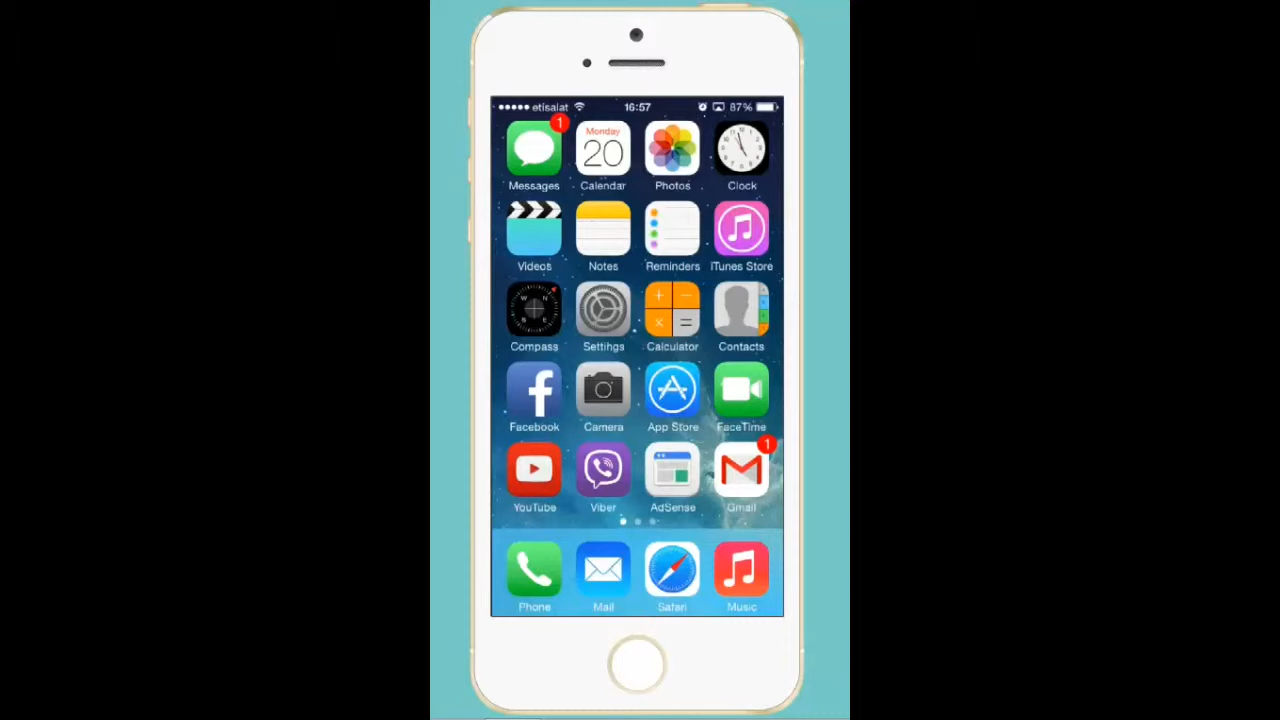 etisalat 16:57 87%
1
Monday
20
Messages Calendar Photos Clock
Videos Notes Reminders iTunes Store
W N S E
+ − × =
Compass Settings Calculator Contacts
f
Facebook Camera App Store FaceTime
1
YouTube Viber AdSense Gmail
Phone Mail Safari Music